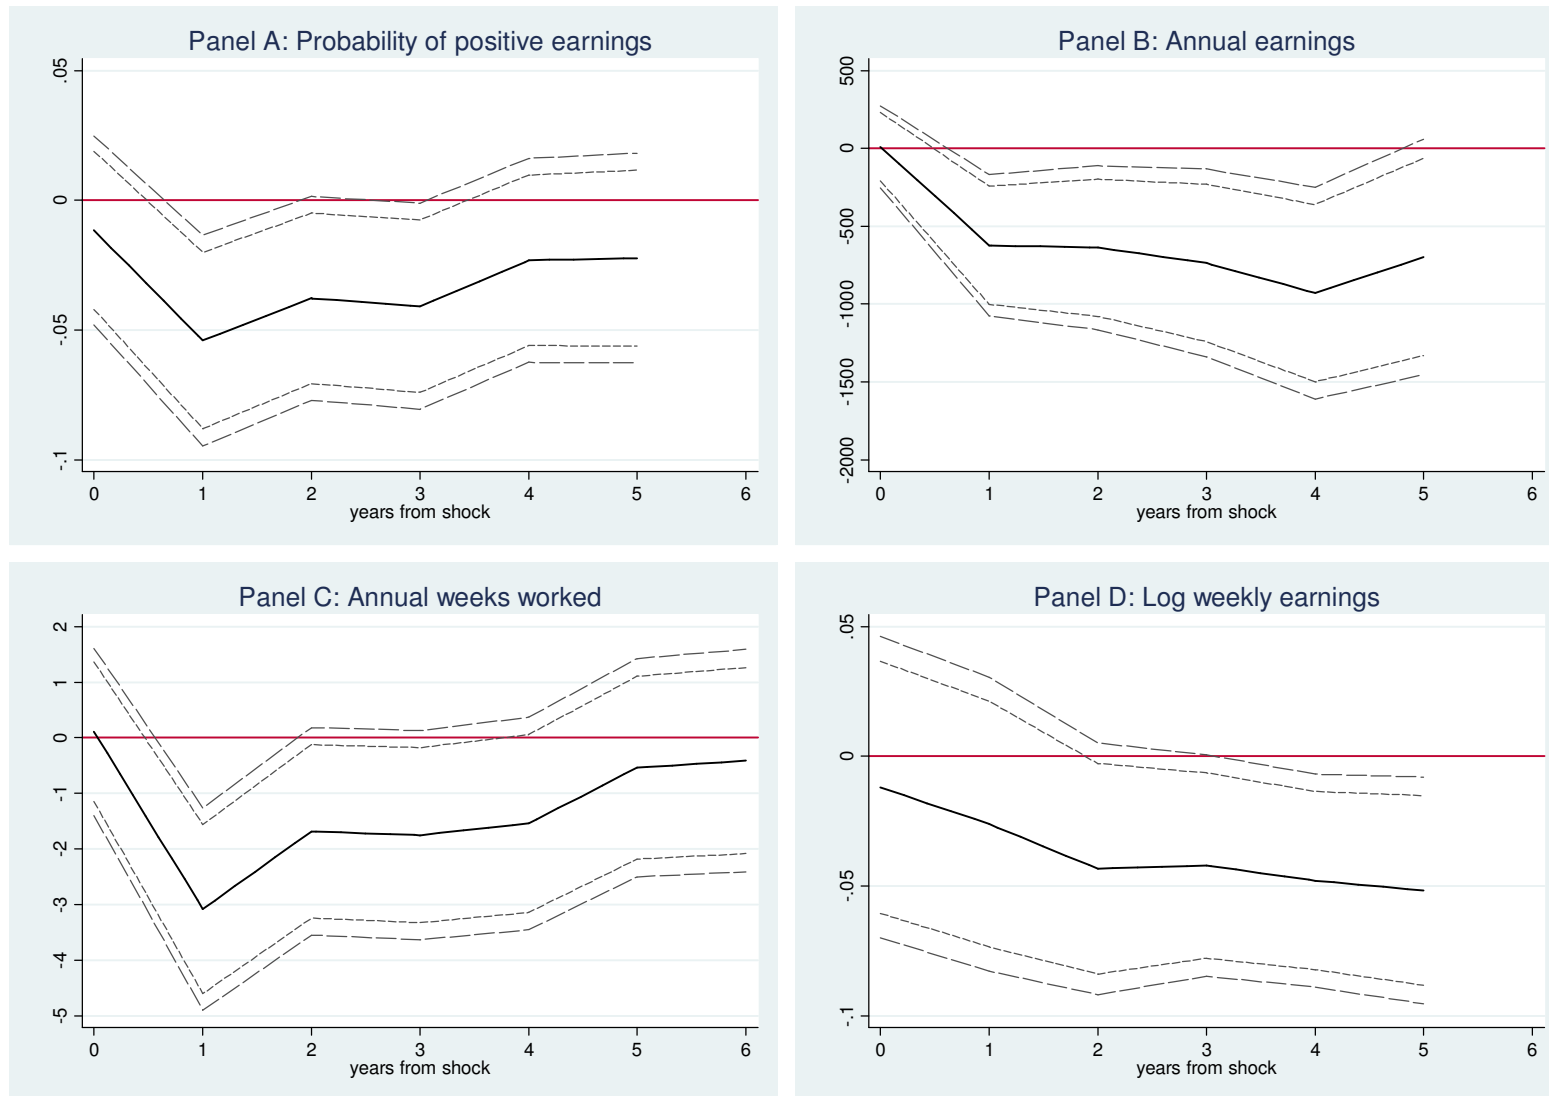 Panel A: Probability of positive earnings
.05
0
-.05
-.1
0 1 2 3 4 5 6
years from shock
Panel B: Annual earnings
500
0
-500
-1000
-1500
-2000
0 1 2 3 4 5 6
years from shock
Panel C: Annual weeks worked
2
1
0
-1
-2
-3
-4
-5
0 1 2 3 4 5 6
years from shock
Panel D: Log weekly earnings
.05
0
-.05
-.1
0 1 2 3 4 5 6
years from shock